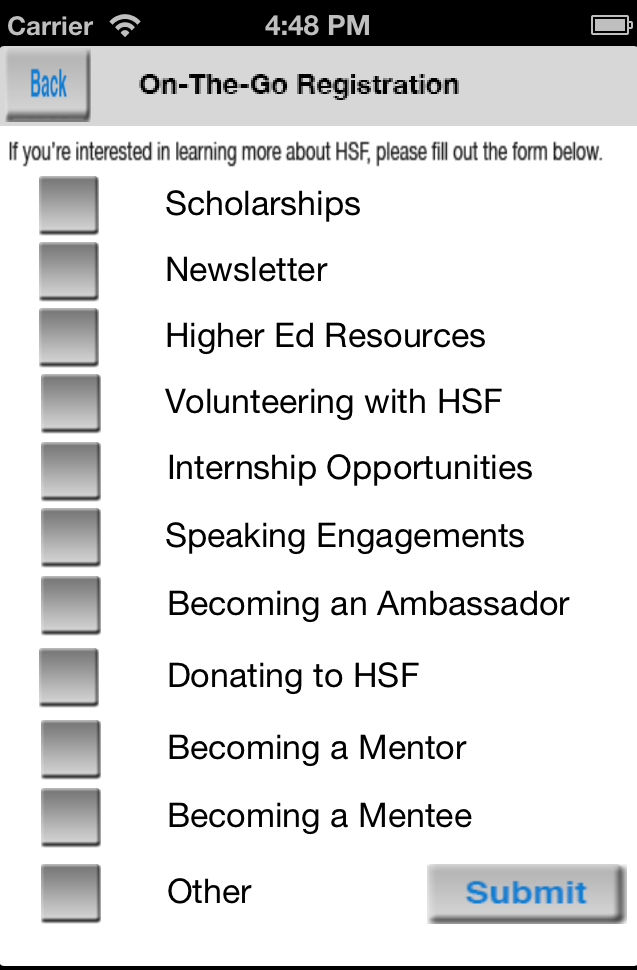 Carrier 4:48 PM
Back On-The-Go Registration
If you're interested in learning more about HSF, please fill out the form below.
Scholarships
Newsletter
Higher Ed Resources
Volunteering with HSF
Internship Opportunities
Speaking Engagements
Becoming an Ambassador
Donating to HSF
Becoming a Mentor
Becoming a Mentee
Other Submit